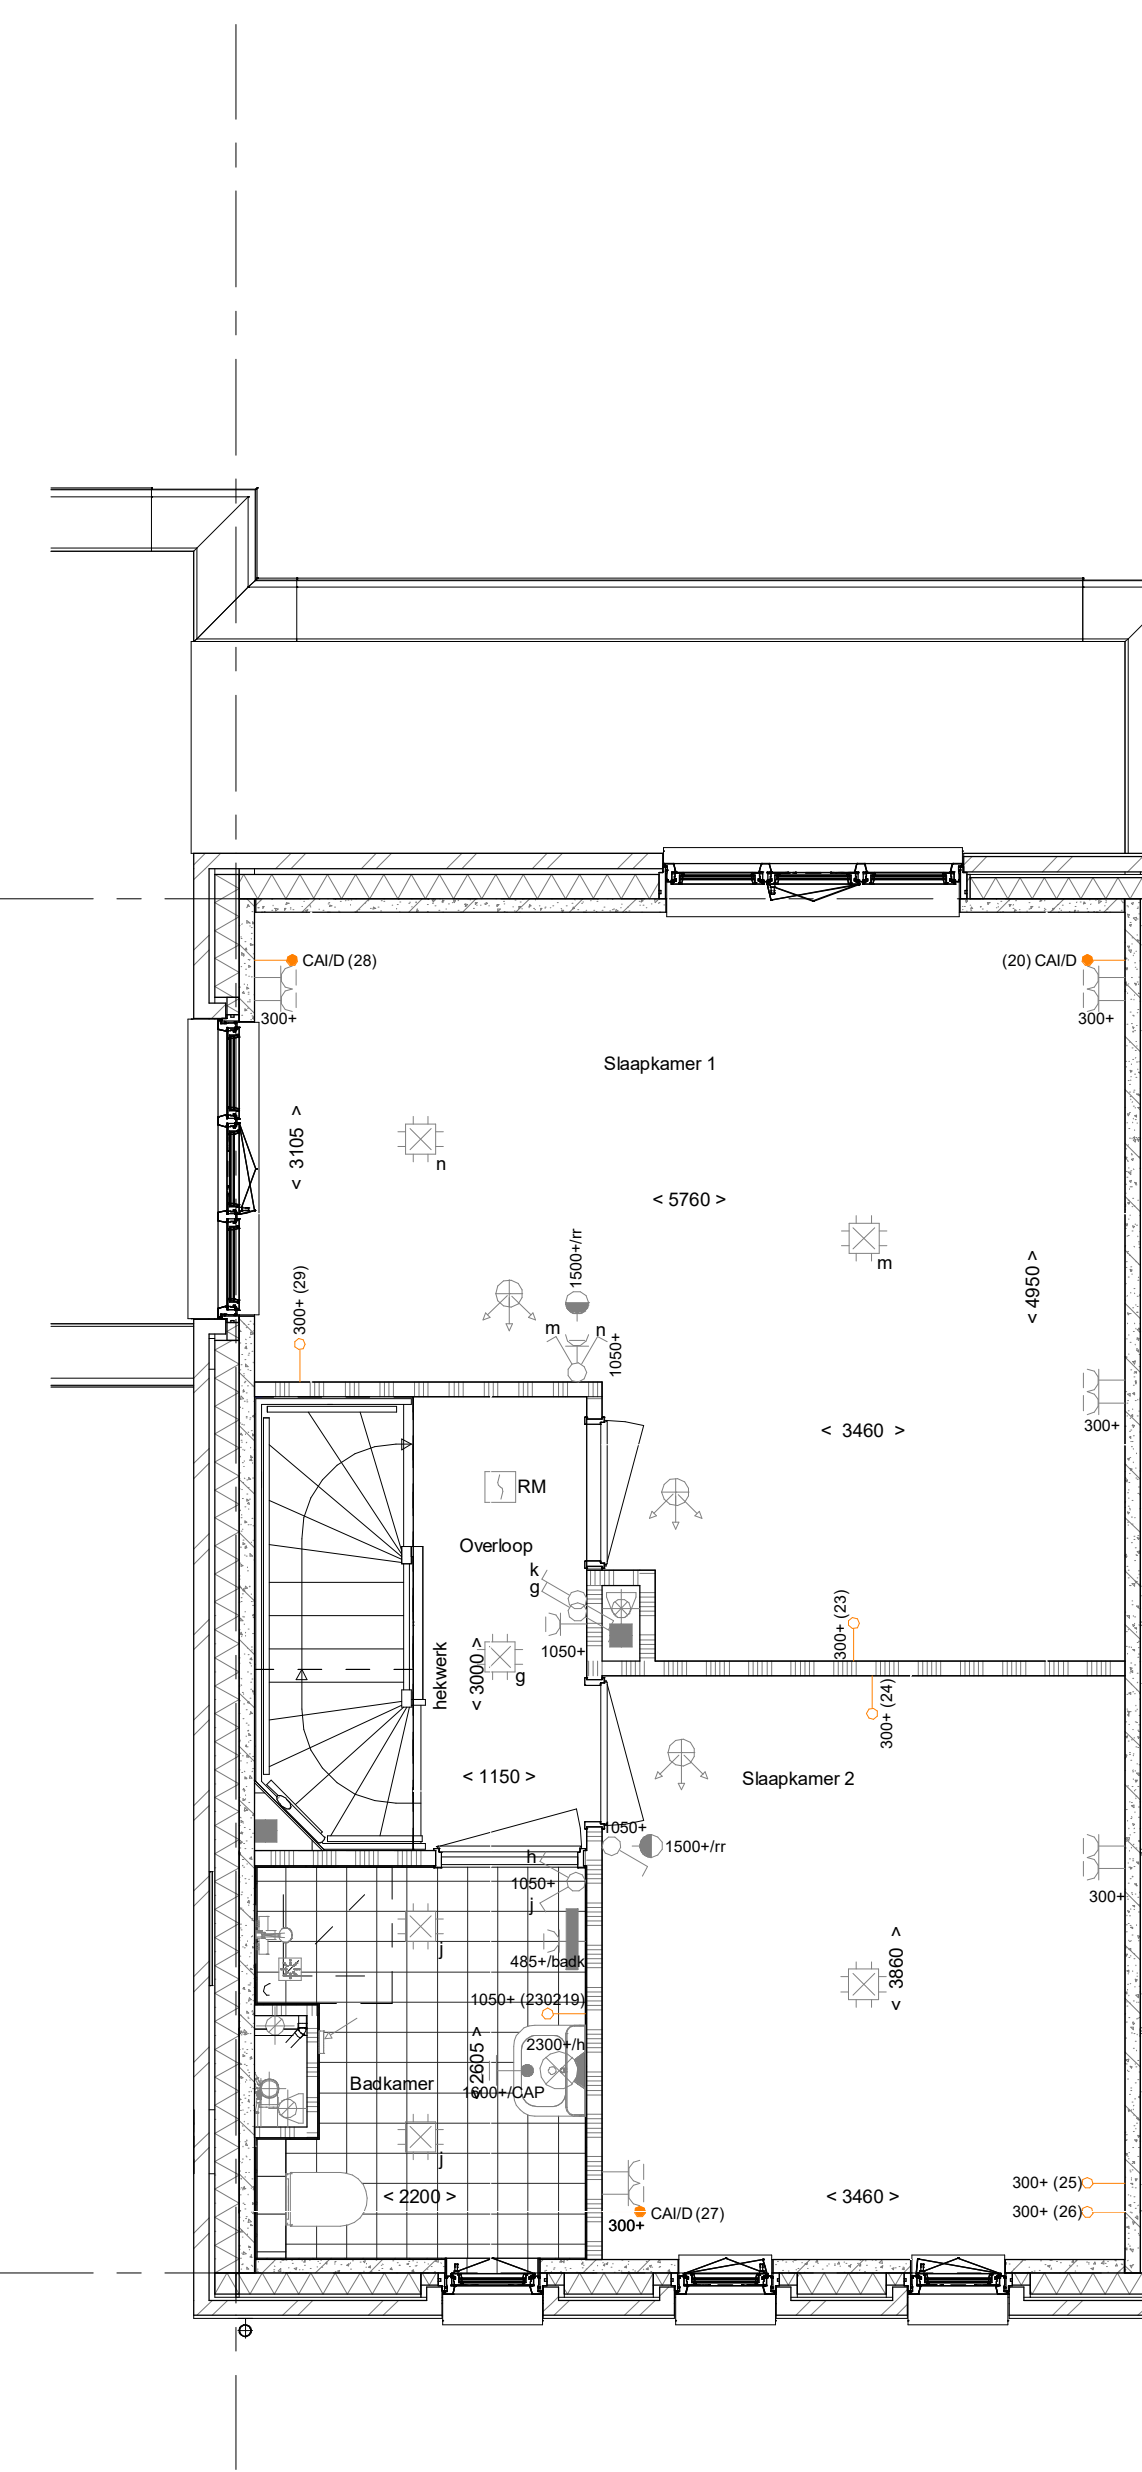 CAI/D (28)
(20) CAI/D
300+
300+
Slaapkamer 1
< 3105 >
n
< 5760 >
m
1500+/rr
< 4950 >
300+ (29)
m
n
1050+
300+
< 3460 >
RM
Overloop
k
g
1050+
300+ (23)
hekwerk
< 3000 >
g
300+ (24)
< 1150 >
Slaapkamer 2
1050+
1500+/rr
h
1050+
j
300+
j
485+/badk
< 3860 >
1050+ (230219)
2300+/h
< 2605 >
Badkamer
1600+/CAP
j
< 2200 >
300+ (25)
< 3460 >
CAI/D (27)
300+ (26)
300+